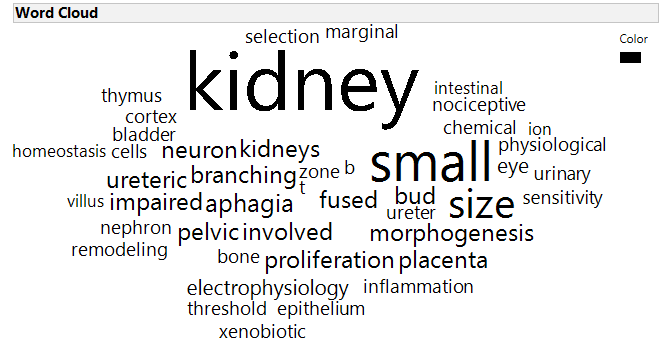 Word Cloud
Color
selection marginal
kidney
thymus
intestinal
nociceptive
cortex
chemical ion
bladder
physiological
homeostasis cells neuron kidneys
small
eye
urinary
ureteric branching zone b
t
villus impaired aphagia fused bud size sensitivity
ureter
nephron pelvic involved morphogenesis
remodeling
bone proliferation placenta
electrophysiology inflammation
threshold epithelium
xenobiotic